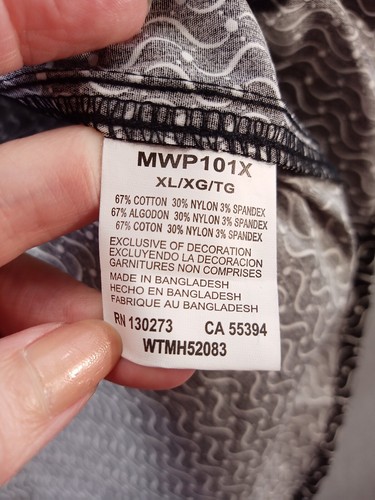 MWP101X
XL/XG/TG
67% COTTON 30% NYLON 3% SPANDEX
67% ALGODON 30% NYLON 3% SPANDEX
67% COTON 30% NYLON 3% SPANDEX
EXCLUSIVE OF DECORATION
EXCLUYENDO LA DECORACION
GARNITURES NON COMPRISES
MADE IN BANGLADESH
HECHO EN BANGLADESH
FABRIQUE AU BANGLADESH
RN 130273 CA 55394
WTMH52083